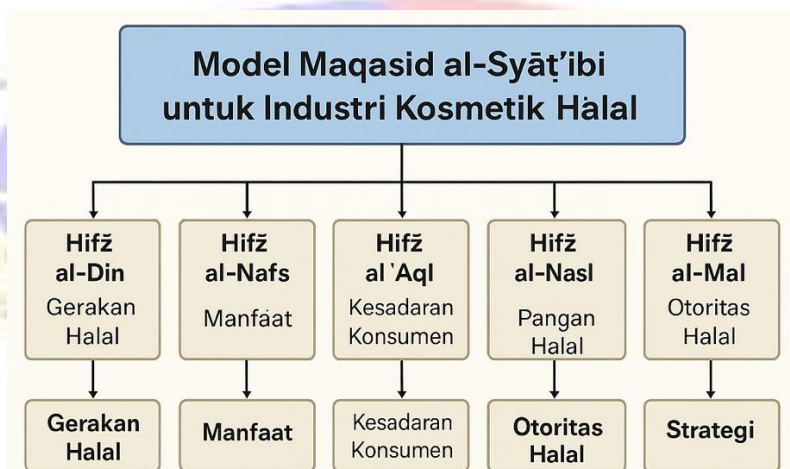 Model Maqasid al-Syāṭ'ibi
untuk Industri Kosmetik Hàlal
Hifž
al-Din
Gerakan
Halal
Hifž
al-Nafs
Manfáat
Hifž
al 'Aql
Kesadaran
Konsumen
Hifž
al-Nasl
Pangan
Halal
Hifž
al-Mal
Otoritas
Halal
Gerakan
Halal
Manfaat
Kesadaran
Konsumen
Otoritas
Halal
Strategi